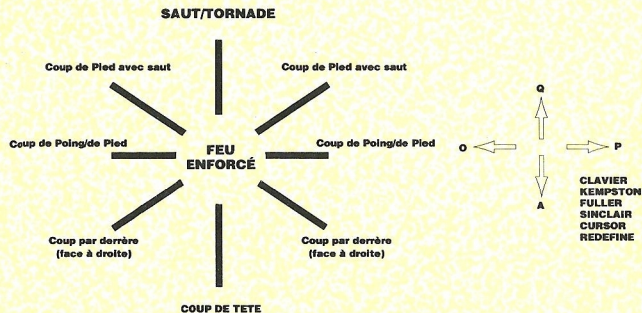 SAUT/TORNADE
Coup de Pied avec saut
Coup de Pied avec saut
Coup de Poing/de Pied
FEU
ENFORCÉ
Coup de Poing/de Pied
Coup par derrère
(face à droite)
Coup par derrère
(face à droite)
COUP DE TETE
Q
O
P
A
CLAVIER
KEMPSTON
FULLER
SINCLAIR
CURSOR
REDEFINE